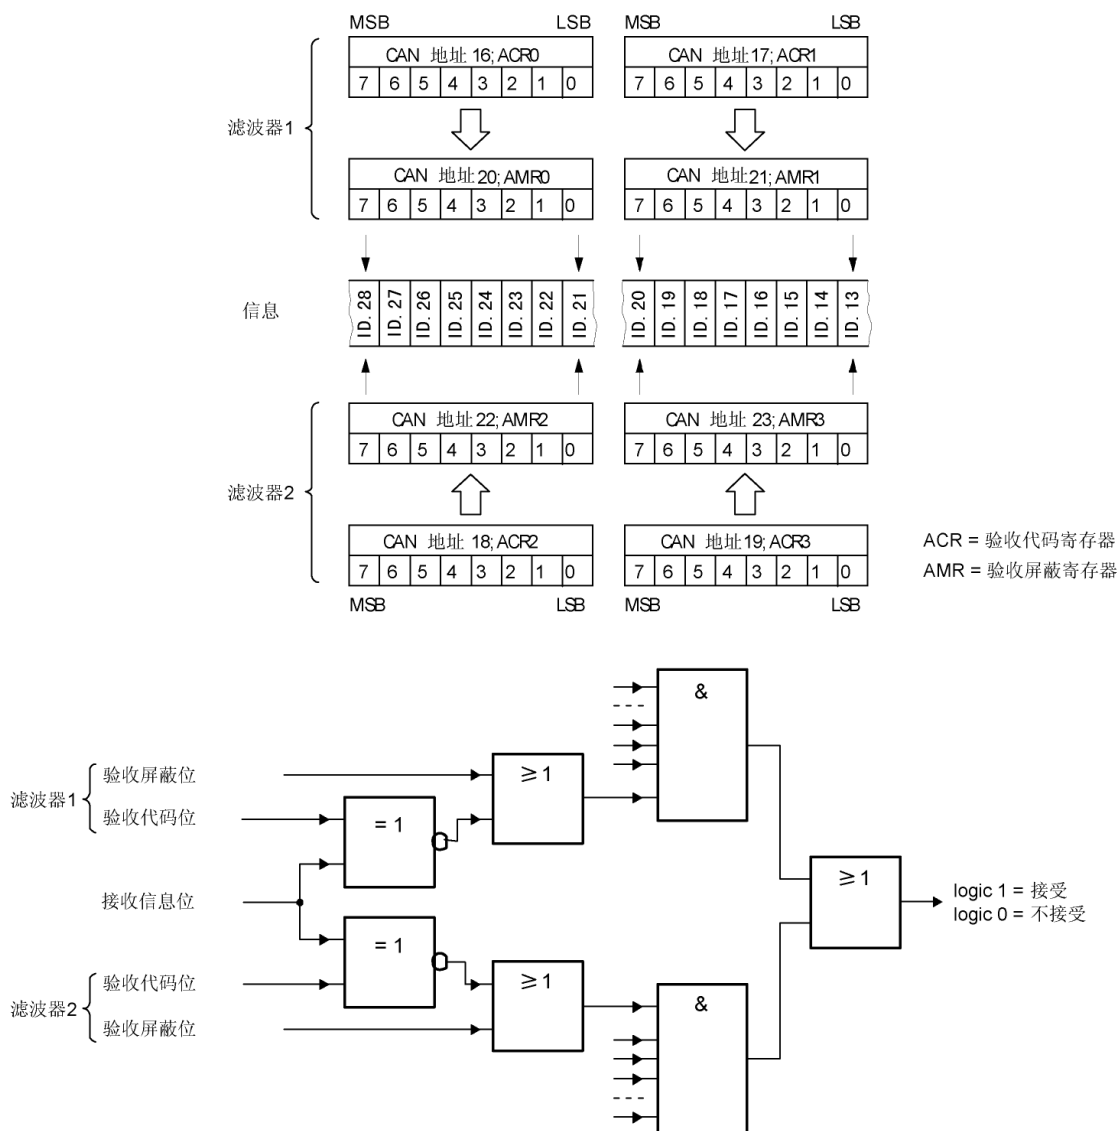 MSB LSB MSB LSB
CAN 地址 16; ACR0 CAN 地址 17; ACR1
7 6 5 4 3 2 1 0 7 6 5 4 3 2 1 0
滤波器1
CAN 地址 20; AMR0 CAN 地址 21; AMR1
7 6 5 4 3 2 1 0 7 6 5 4 3 2 1 0
信息
ID. 28 ID. 27 ID. 26 ID. 25 ID. 24 ID. 23 ID. 22 ID. 21 ID. 20 ID. 19 ID. 18 ID. 17 ID. 16 ID. 15 ID. 14 ID. 13
CAN 地址 22; AMR2 CAN 地址 23; AMR3
7 6 5 4 3 2 1 0 7 6 5 4 3 2 1 0
滤波器2
CAN 地址 18; ACR2 CAN 地址 19; ACR3
7 6 5 4 3 2 1 0 7 6 5 4 3 2 1 0
MSB LSB MSB LSB
ACR = 验收代码寄存器
AMR = 验收屏蔽寄存器
&
滤波器1
验收屏蔽位
≥1
验收代码位
= 1
接收信息位
≥1
logic 1 = 接受
logic 0 = 不接受
= 1
滤波器2
验收代码位
≥1
验收屏蔽位
&